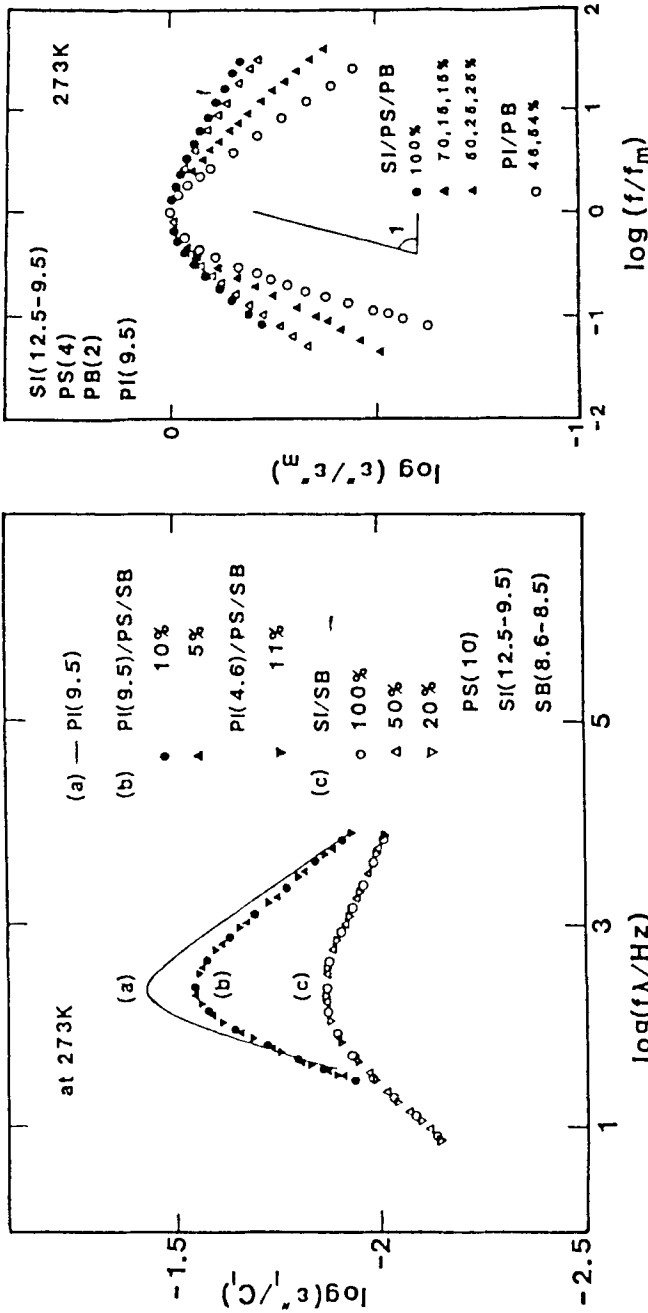 at 273K
(a) — PI(9.5)
(b) PI(9.5)/PS/SB
● 10%
▲ 5%
PI(4.6)/PS/SB
▼ 11%
(c) SI/SB
○ 100%
△ 50%
▽ 20%
PS(10)
SI(12.5-9.5)
SB(8.6-8.5)
(a)
(b)
(c)
-1.5
-2
-2.5
log(ε"₁/C₁)
1
3
5
log(fλ/Hz)
SI(12.5-9.5)
PS(4)
PB(2)
PI(9.5)
273K
SI/PS/PB
● 100%
▲ 70,15,15%
▲ 50,25,25%
PI/PB
○ 46,54%
1
0
-1
log (ε"/ε"m)
-2
-1
0
1
2
log (f/fm)